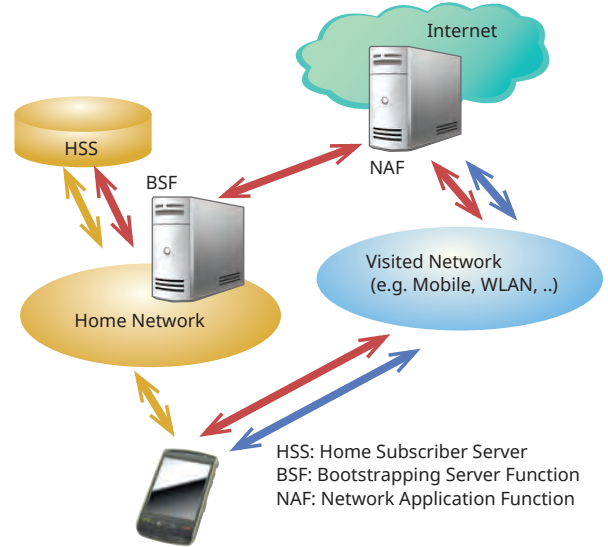 Internet
HSS
BSF
NAF
Visited Network
(e.g. Mobile, WLAN, ..)
Home Network
HSS: Home Subscriber Server
BSF: Bootstrapping Server Function
NAF: Network Application Function